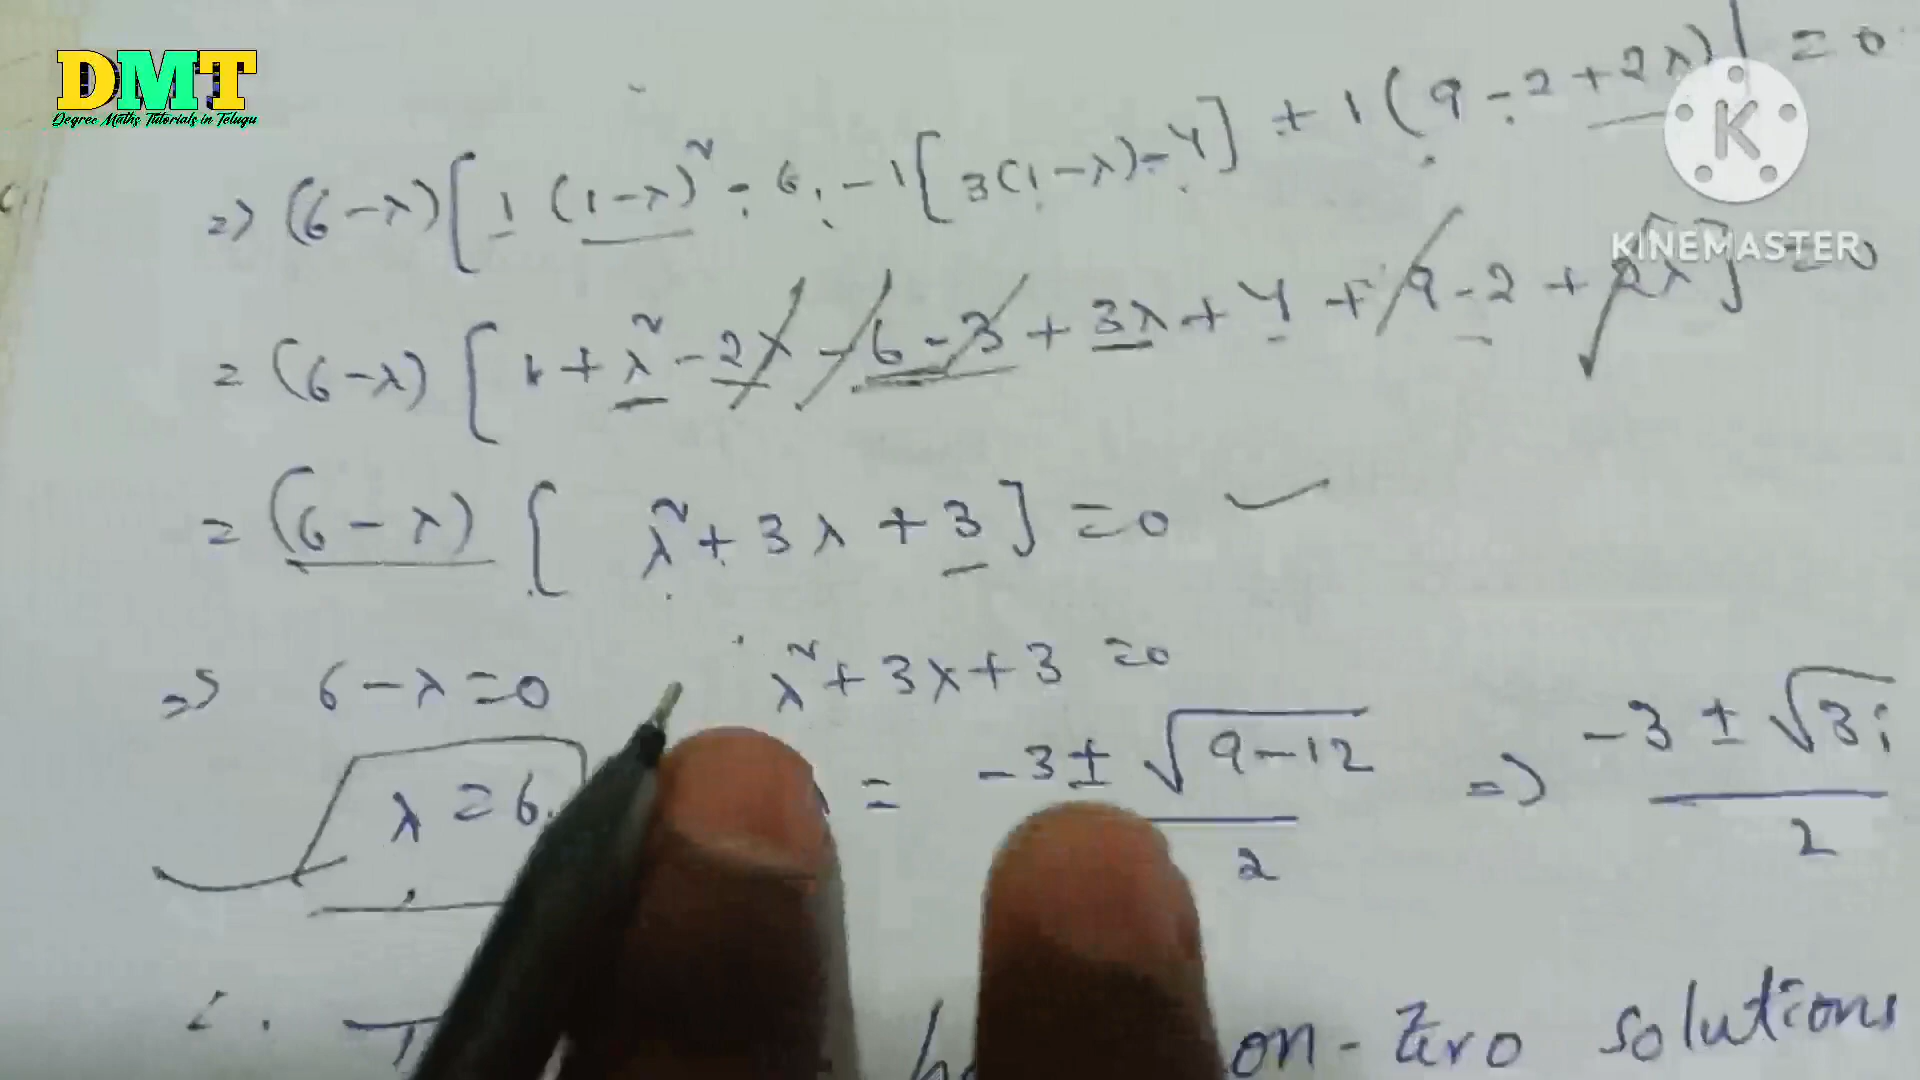 DMT
Degree Maths Tutorials in Telugu
K
KINEMASTER
=> (6-λ)[1 (1-λ)² - 6 - 1[3(1-λ)-4] + 1(9-2+2λ)] = 0
= (6-λ)[1+λ²-2λ-6-3+3λ+4+9-2+2λ] = 0
= (6-λ)[λ²+3λ+3] = 0
=> 6-λ=0 λ²+3λ+3 =0
λ = 6. = -3±√9-12 / 2 => -3±√3i / 2
∴ Zero solutions